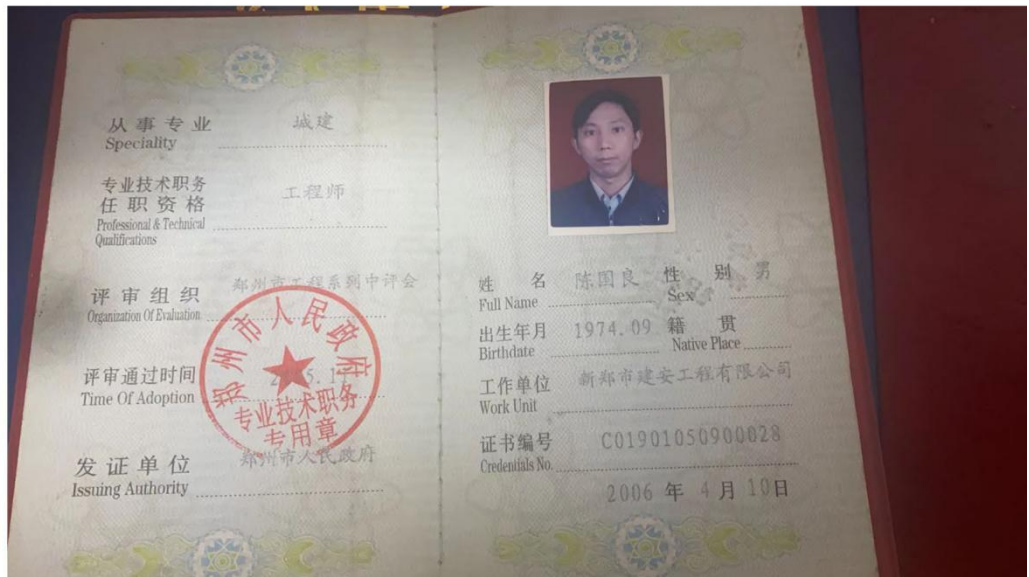 从事专业 城建
Speciality
专业技术职务
任职资格 工程师
Professional & Technical
Qualifications
评审组织 郑州市工程系列中评会
Organization Of Evaluation
评审通过时间
Time Of Adoption
发证单位 郑州市人民政府
Issuing Authority
郑州市人民政府
专业技术职务
专用章
姓名 陈国良 性别 男
Full Name Sex
出生年月 1974.09 籍贯
Birthdate Native Place
工作单位 新郑市建安工程有限公司
Work Unit
证书编号 C01901050900028
Credentials No.
2006 年 4 月 10日